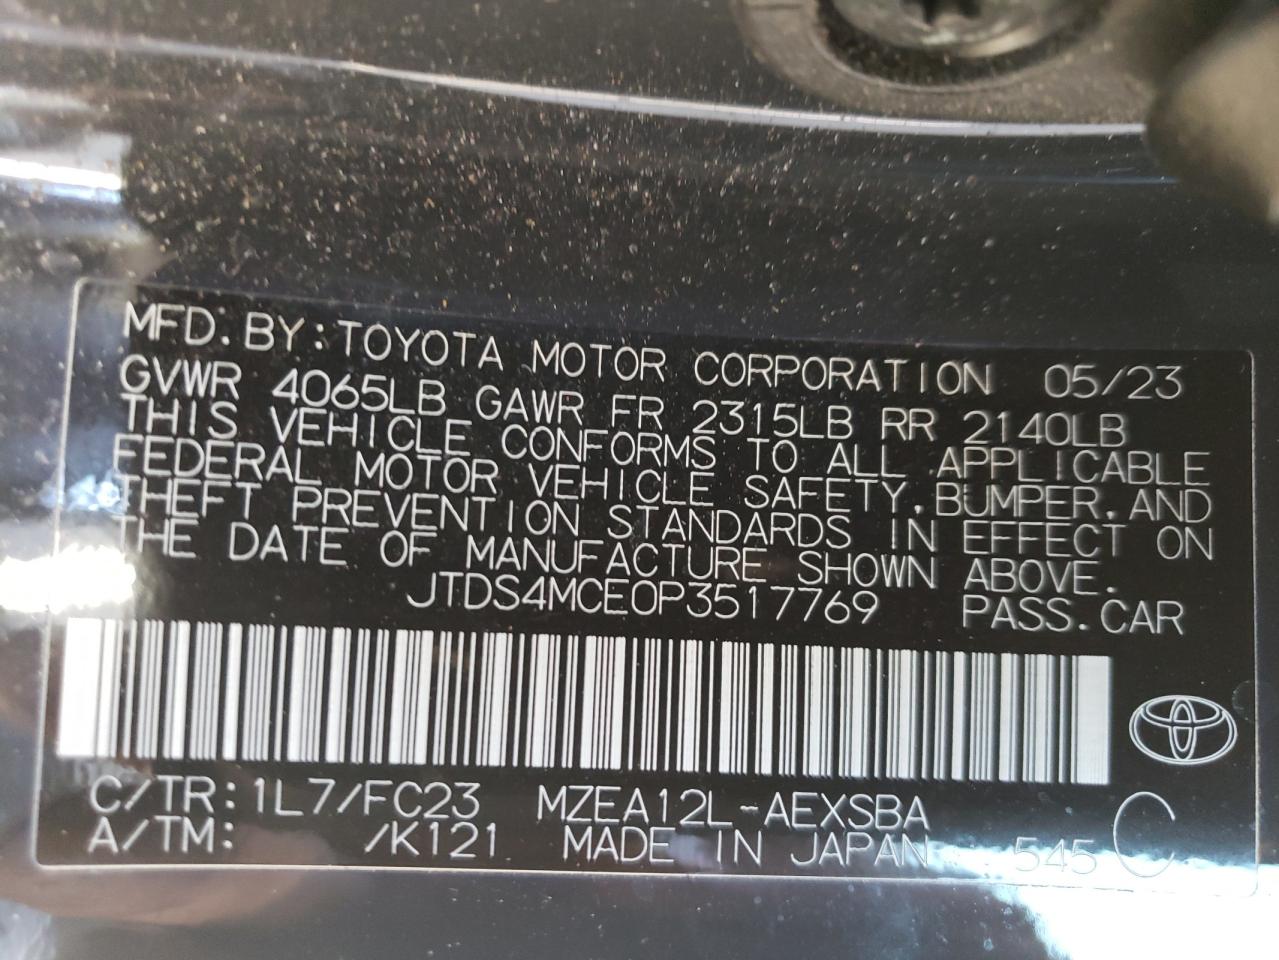 MFD. BY: TOYOTA MOTOR CORPORATION 05/23
GVWR 4065LB GAWR FR 2315LB RR 2140LB
THIS VEHICLE CONFORMS TO ALL APPLICABLE
FEDERAL MOTOR VEHICLE SAFETY, BUMPER, AND
THEFT PREVENTION STANDARDS IN EFFECT ON
THE DATE OF MANUFACTURE SHOWN ABOVE.
JTDS4MCE0P3517769 PASS. CAR
C/TR: 1L7/FC23 MZEA12L-AEXSBA
A/TM: /K121 MADE IN JAPAN 545 C